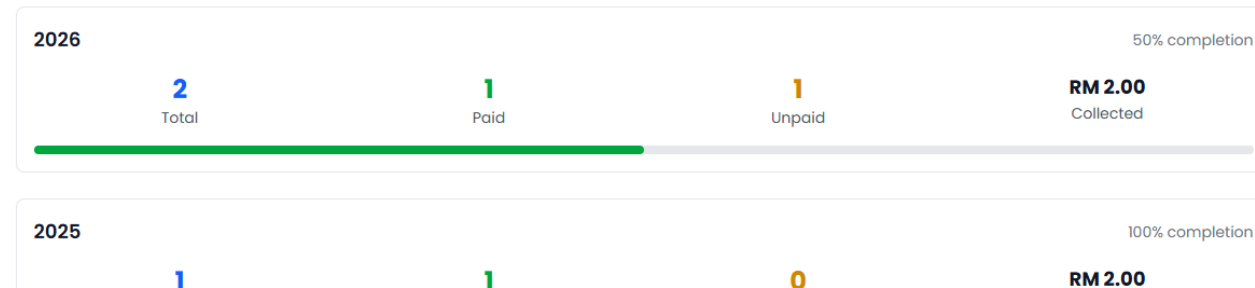 2026 50% completion
2 1 1 RM 2.00
Total Paid Unpaid Collected
2025 100% completion
1 1 0 RM 2.00